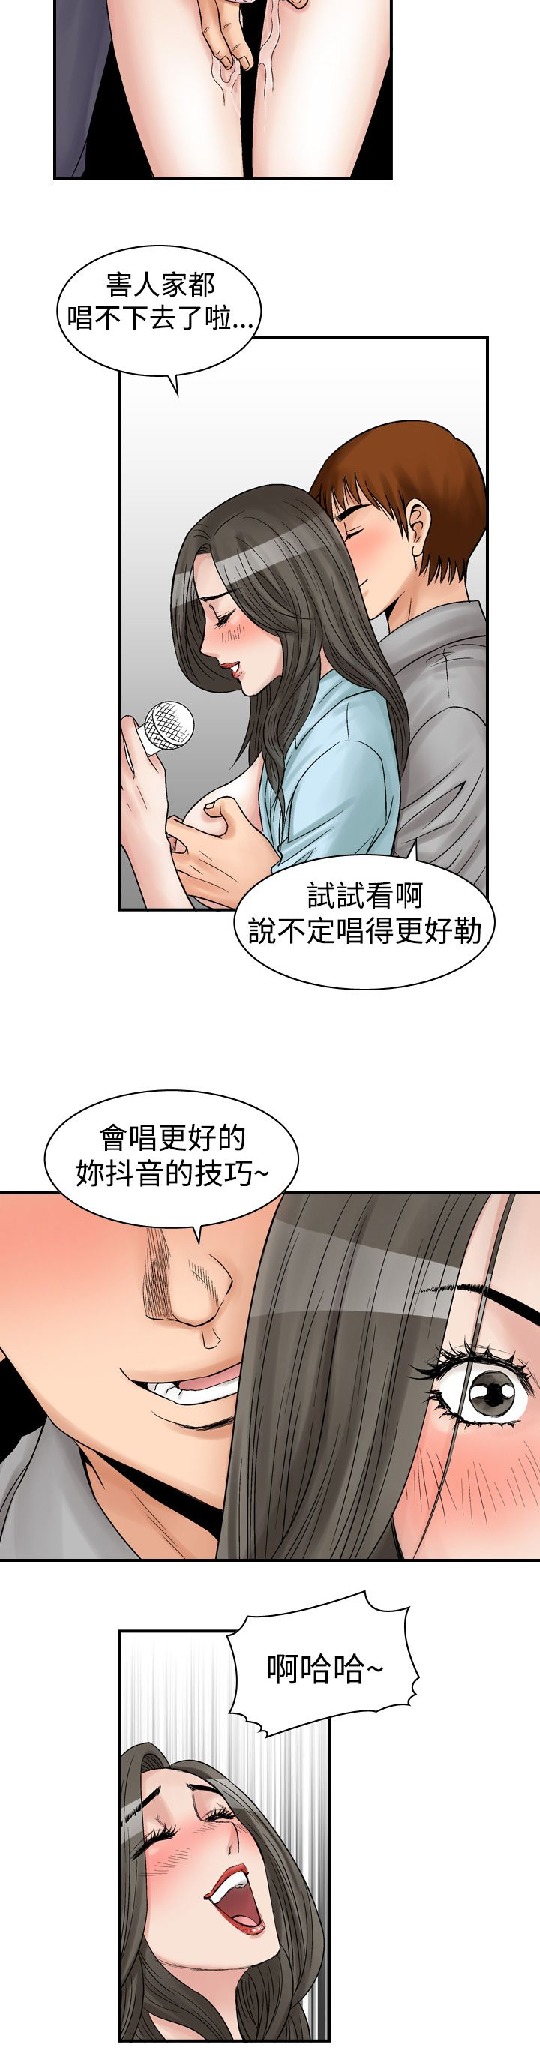 害人家都
唱不下去了啦...
試試看啊
說不定唱得更好勒
會唱更好的
妳抖音的技巧~
啊哈哈~